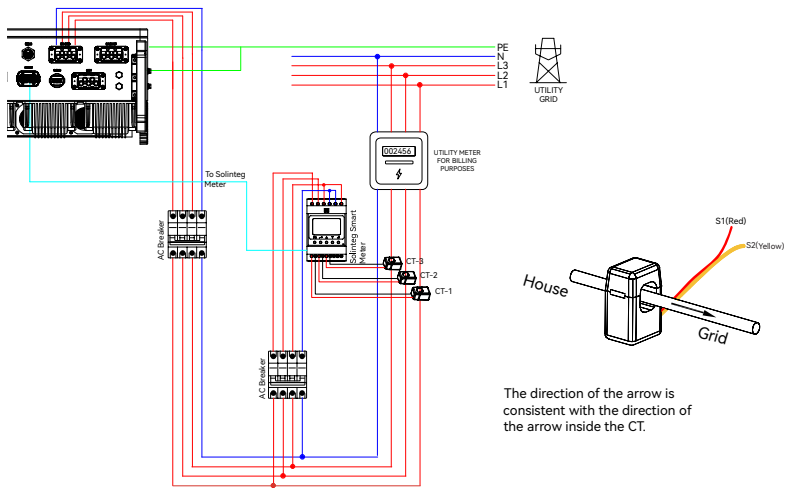 PE
N
L3
L2
L1
UTILITY
GRID
002456
UTILITY METER
FOR BILLING
PURPOSES
To Solinteg
Meter
AC Breaker
Solinteg Smart
Meter
CT-3
CT-2
CT-1
AC Breaker
S1(Red)
S2(Yellow)
House
Grid
The direction of the arrow is
consistent with the direction of
the arrow inside the CT.